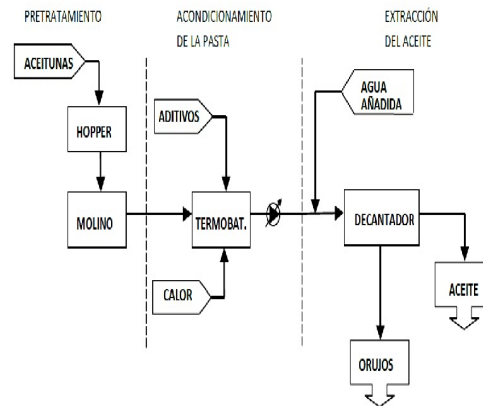 PRETRATAMIENTO
ACONDICIONAMIENTO
DE LA PASTA
EXTRACCIÓN
DEL ACEITE
ACEITUNAS
HOPPER
MOLINO
ADITIVOS
TERMOBAT.
CALOR
AGUA
AÑADIDA
DECANTADOR
ACEITE
ORUJOS